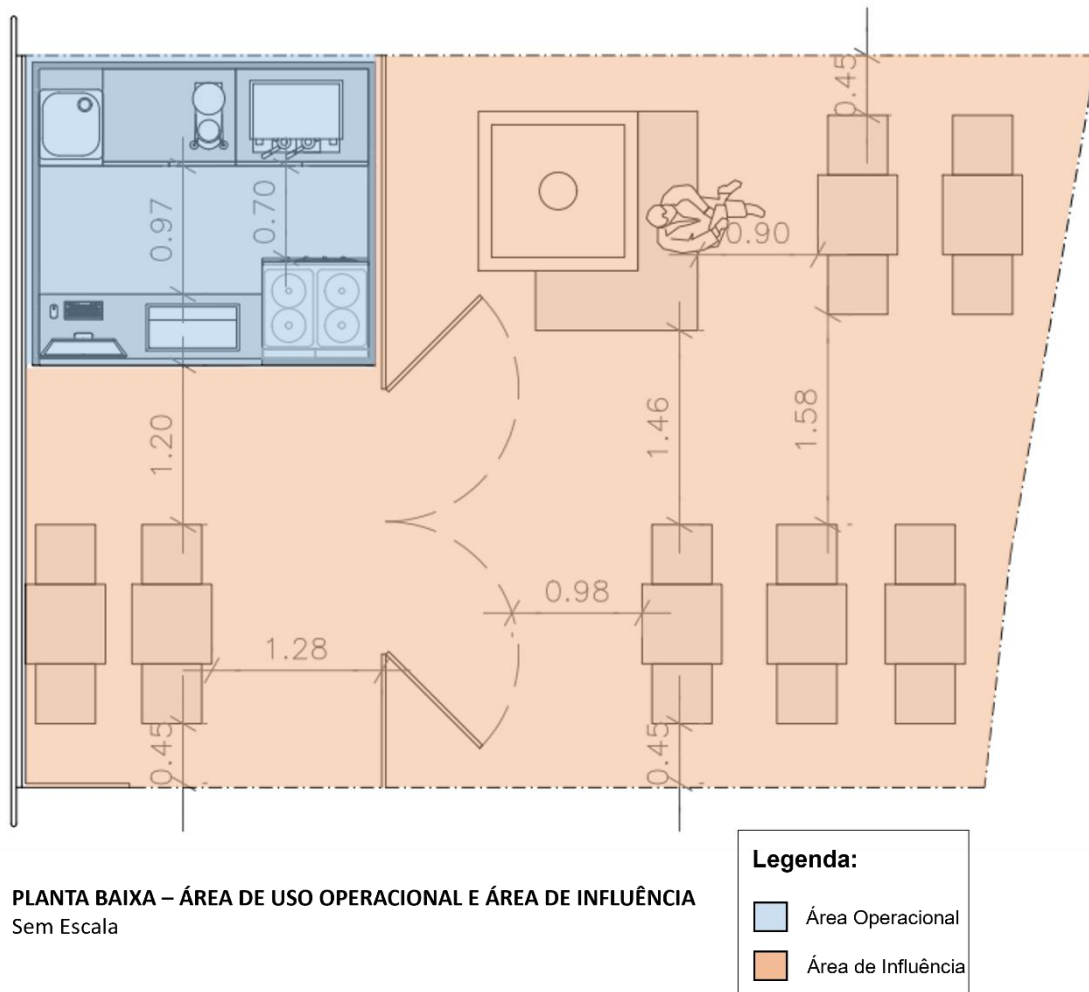 0.45
0.97
0.70
0.90
1.20
1.46
1.58
0.98
1.28
0.45
0.45
PLANTA BAIXA – ÁREA DE USO OPERACIONAL E ÁREA DE INFLUÊNCIA
Sem Escala
Legenda:
Área Operacional
Área de Influência